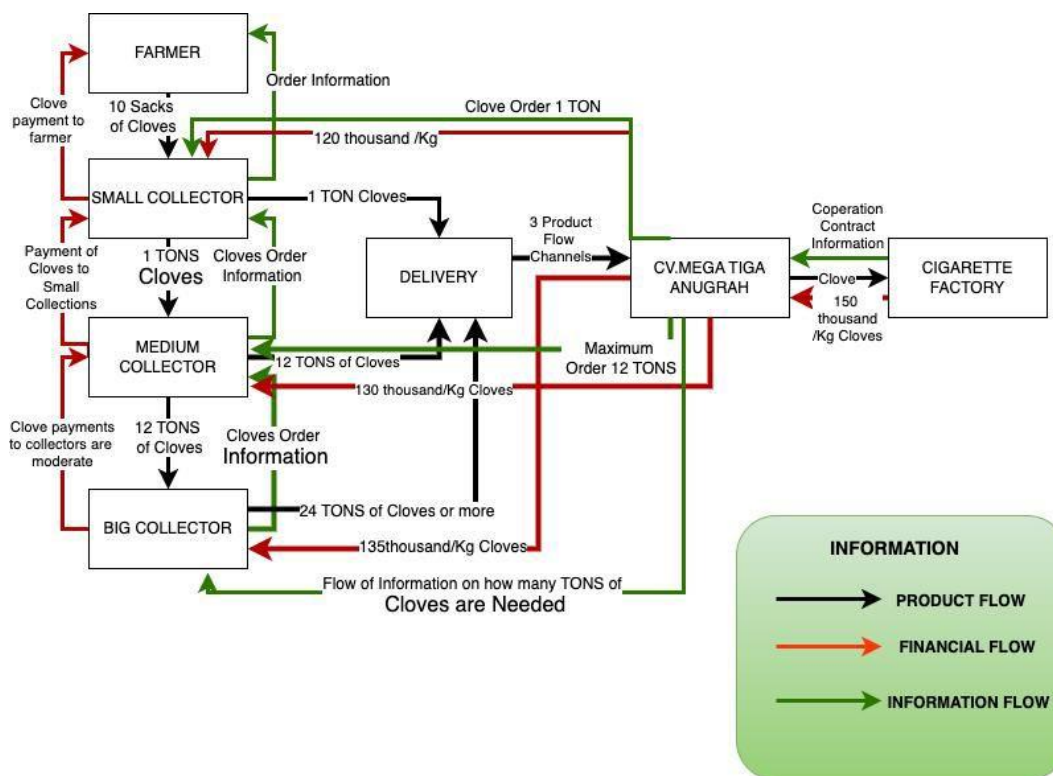 FARMER
Order Information
Clove
payment to
farmer
10 Sacks
of Cloves
Clove Order 1 TON
120 thousand /Kg
SMALL COLLECTOR
1 TON Cloves
3 Product
Flow
Channels
Coperation
Contract
Information
Payment of
Cloves to
Small
Collections
1 TONS
Cloves
Cloves Order
Information
DELIVERY
CV.MEGA TIGA
ANUGRAH
Clove
CIGARETTE
FACTORY
150
thousand
/Kg Cloves
MEDIUM
COLLECTOR
12 TONS of Cloves
Maximum
Order 12 TONS
130 thousand/Kg Cloves
Clove payments
to collectors are
moderate
12 TONS
of Cloves
Cloves Order
Information
BIG COLLECTOR
24 TONS of Cloves or more
135thousand/Kg Cloves
Flow of Information on how many TONS of
Cloves are Needed
INFORMATION
PRODUCT FLOW
FINANCIAL FLOW
INFORMATION FLOW